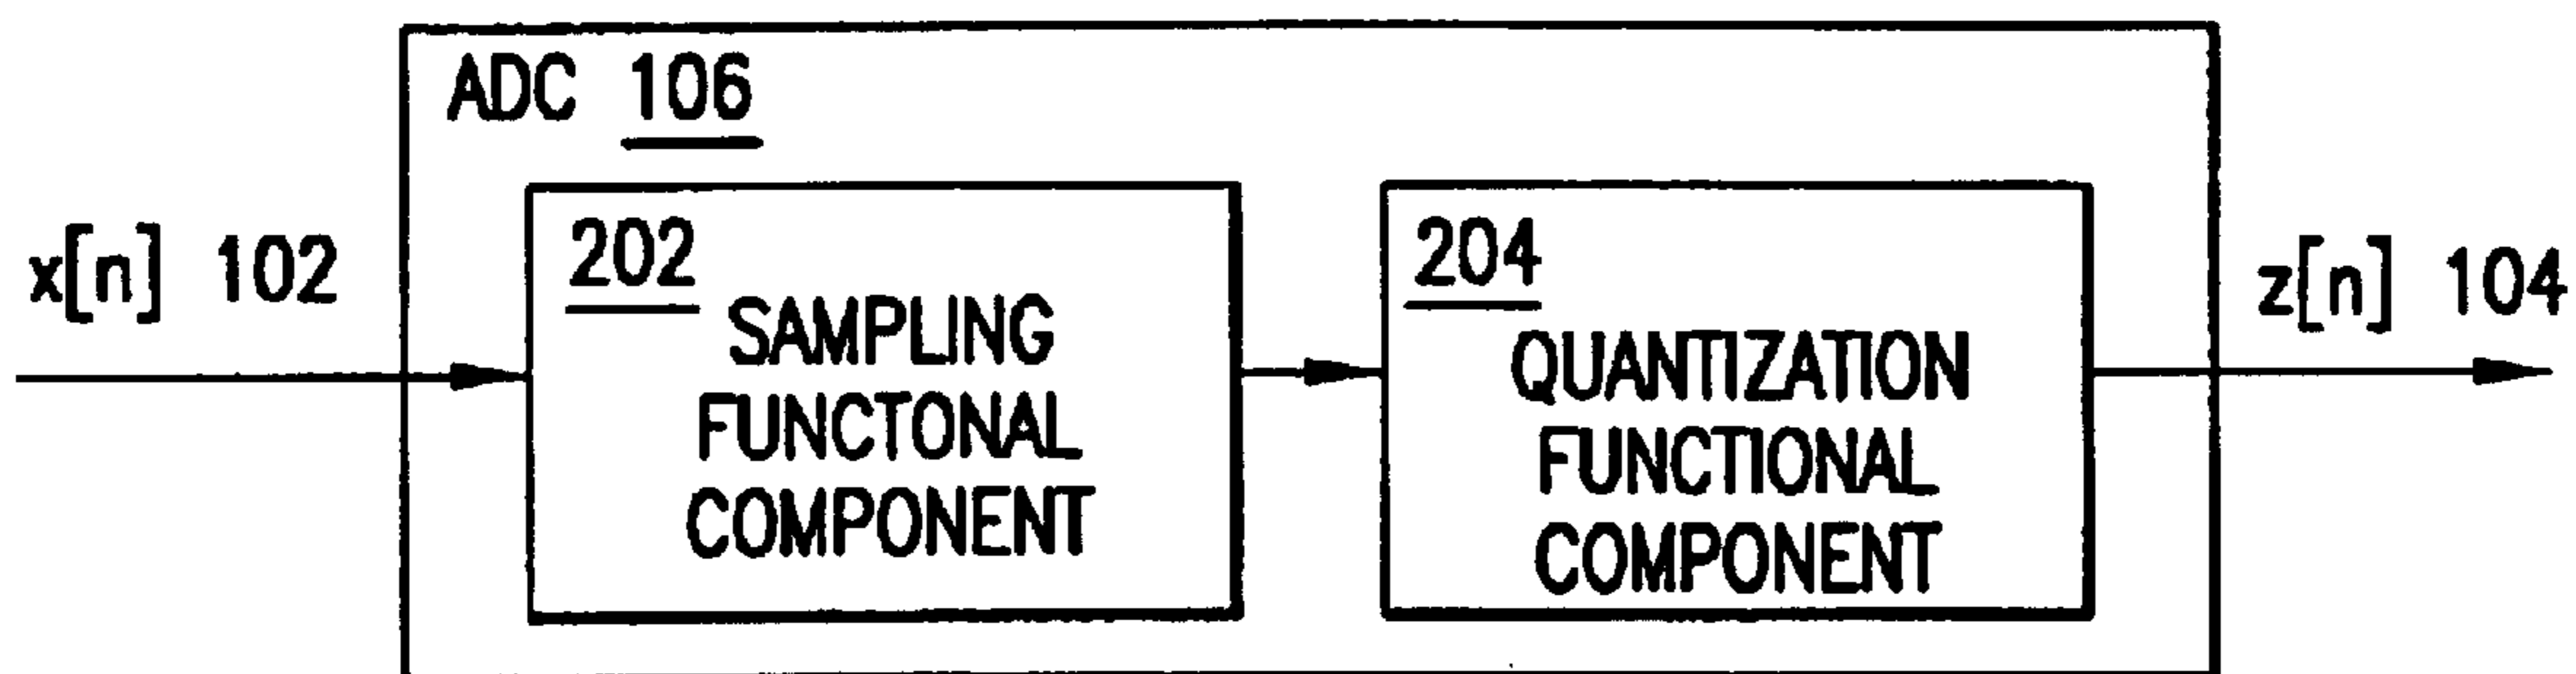 ADC 106
x[n] 102
202
SAMPLING
FUNCTONAL
COMPONENT
204
QUANTIZATION
FUNCTIONAL
COMPONENT
z[n] 104